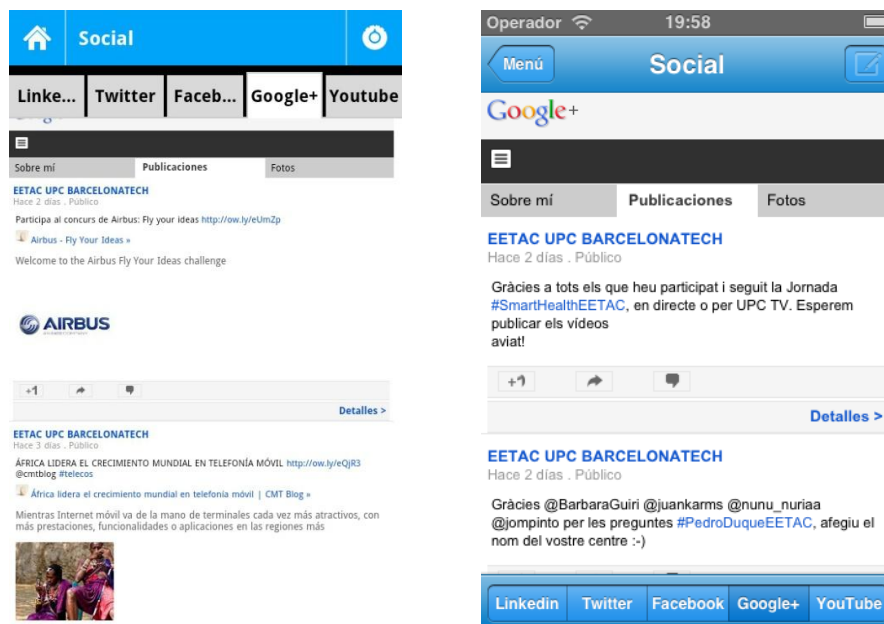 Social
Linke... Twitter Faceb... Google+ Youtube
Sobre mí Publicaciones Fotos
EETAC UPC BARCELONATECH
Hace 2 días . Público
Participa al concurs de Airbus: Fly your ideas http://ow.ly/eUmZp
Airbus - Fly Your Ideas »
Welcome to the Airbus Fly Your Ideas challenge
AIRBUS
+1
Detalles >
EETAC UPC BARCELONATECH
Hace 3 días . Público
ÁFRICA LIDERA EL CRECIMIENTO MUNDIAL EN TELEFONÍA MÓVIL http://ow.ly/eQjR3
@cmtblog #telecos
África lidera el crecimiento mundial en telefonía móvil | CMT Blog »
Mientras Internet móvil va de la mano de terminales cada vez más atractivos, con
más prestaciones, funcionalidades o aplicaciones en las regiones más
Operador 19:58
Menú Social
Google+
Sobre mí Publicaciones Fotos
EETAC UPC BARCELONATECH
Hace 2 días . Público
Gràcies a tots els que heu participat i seguit la Jornada
#SmartHealthEETAC, en directe o per UPC TV. Esperem
publicar els vídeos
aviat!
+1
Detalles >
EETAC UPC BARCELONATECH
Hace 2 días . Público
Gràcies @BarbaraGuiri @juankarms @nunu_nuriaa
@jompinto per les preguntes #PedroDuqueEETAC, afegiu el
nom del vostre centre :-)
Linkedin Twitter Facebook Google+ YouTube